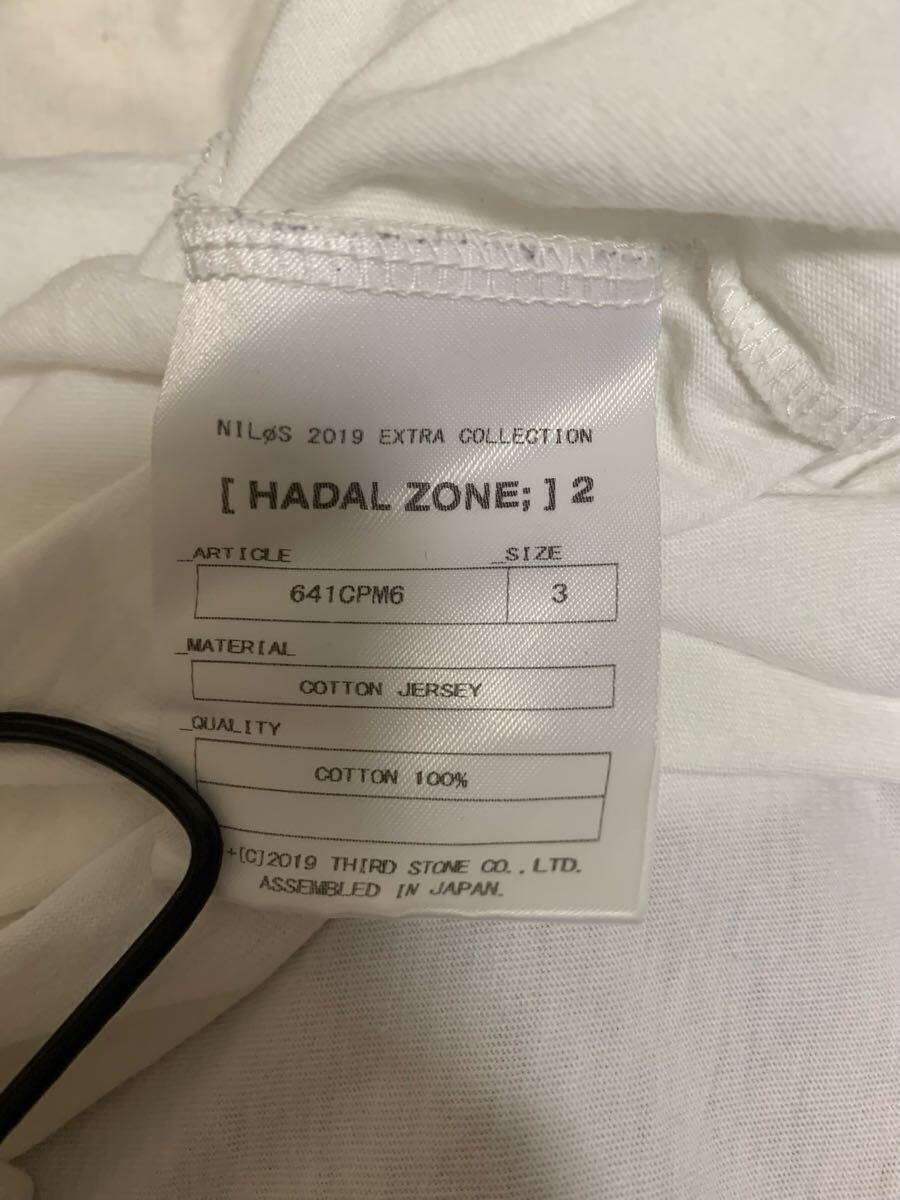 NILøS 2019 EXTRA COLLECTION
[ HADAL ZONE; ] 2
_ARTICLE _SIZE
641CPM6 3
_MATERIAL
COTTON JERSEY
_QUALITY
COTTON 100%
+[C]2019 THIRD STONE CO.,LTD.
ASSEMBLED IN JAPAN.